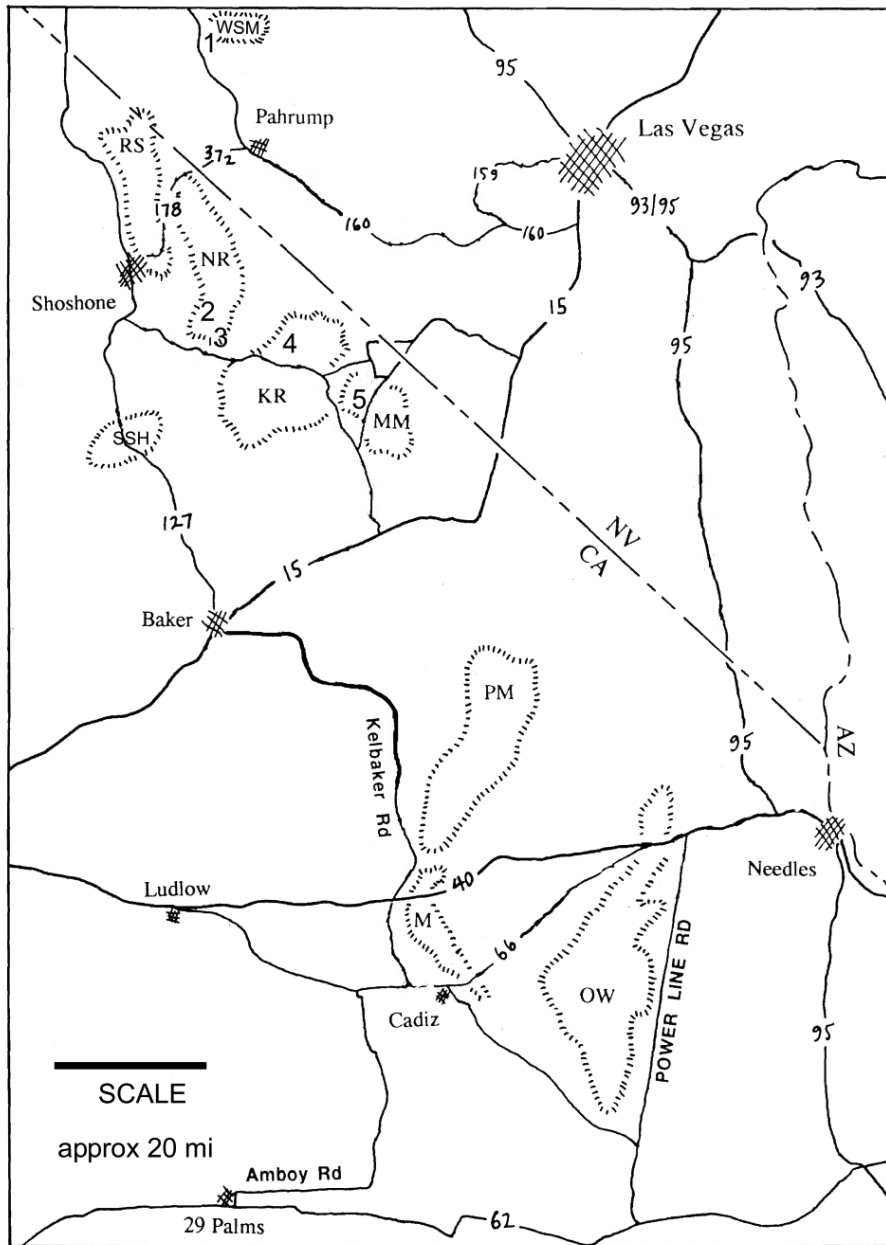 WSM
1
95
Pahrump
Las Vegas
RS
372
159
178
93/95
160
160
NR
93
Shoshone
2
15
3
4
95
KR
5
MM
SSH
127
NV
CA
15
Baker
PM
Kelbaker Rd
AZ
95
Needles
Ludlow
40
M
66
POWER LINE RD
OW
Cadiz
95
SCALE
approx 20 mi
Amboy Rd
29 Palms
62